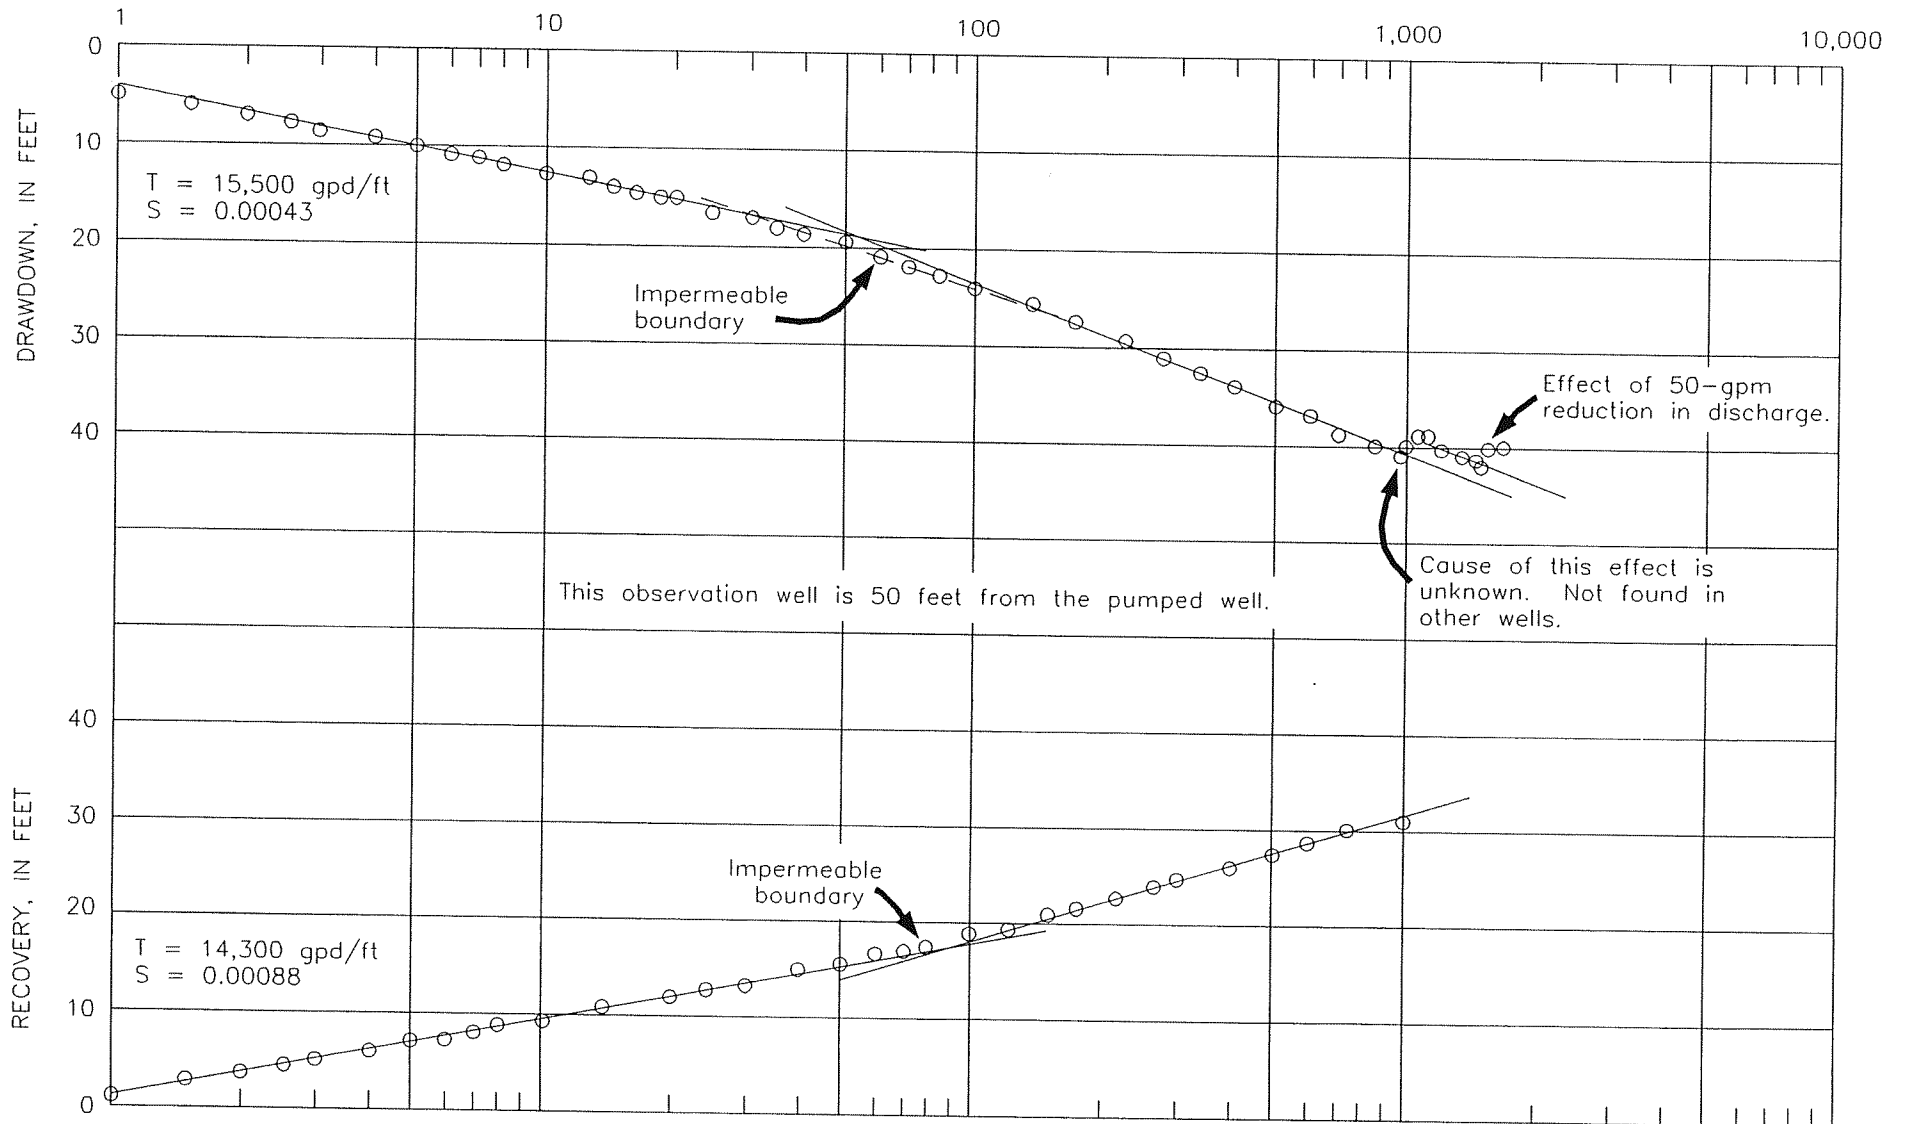 1 10 100 1,000 10,000
0
10
20
30
40
DRAWDOWN, IN FEET
T = 15,500 gpd/ft
S = 0.00043
Impermeable
boundary
Effect of 50-gpm
reduction in discharge.
Cause of this effect is
unknown. Not found in
other wells.
This observation well is 50 feet from the pumped well.
40
30
20
10
0
RECOVERY, IN FEET
Impermeable
boundary
T = 14,300 gpd/ft
S = 0.00088